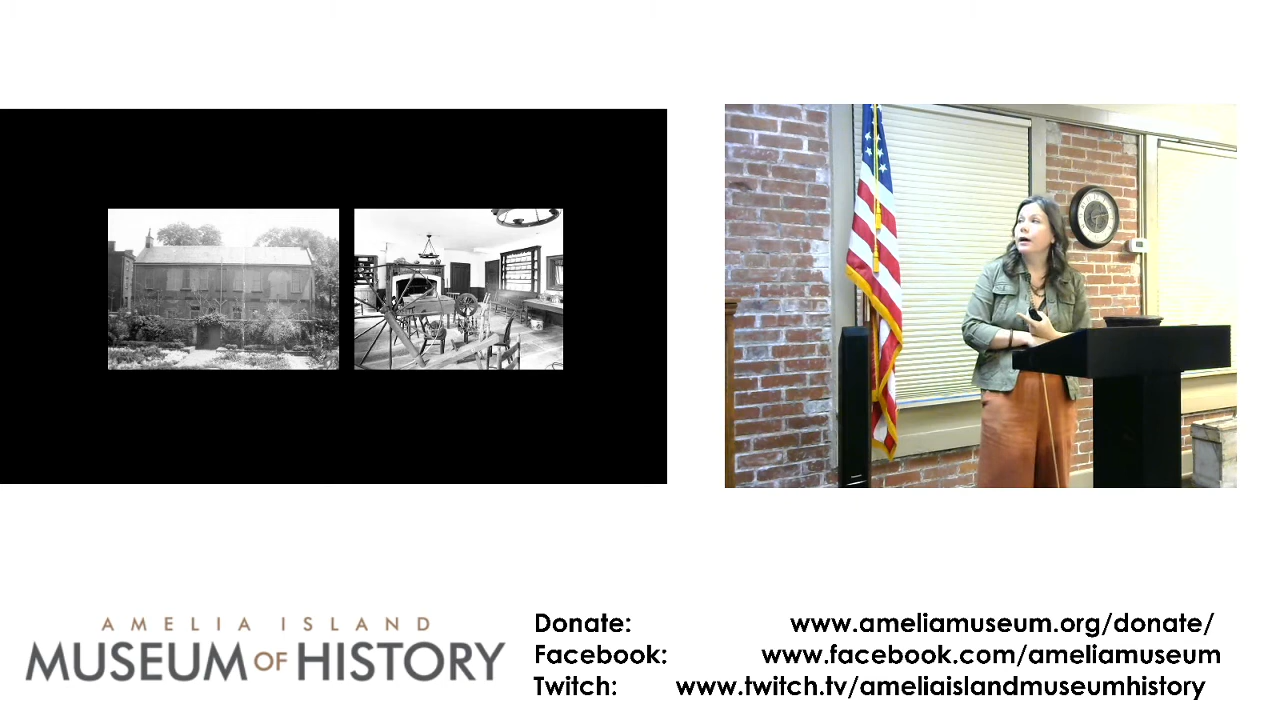 AMELIA ISLAND
MUSEUM OF HISTORY
Donate: www.ameliamuseum.org/donate/
Facebook: www.facebook.com/ameliamuseum
Twitch: www.twitch.tv/ameliaislandmuseumhistory